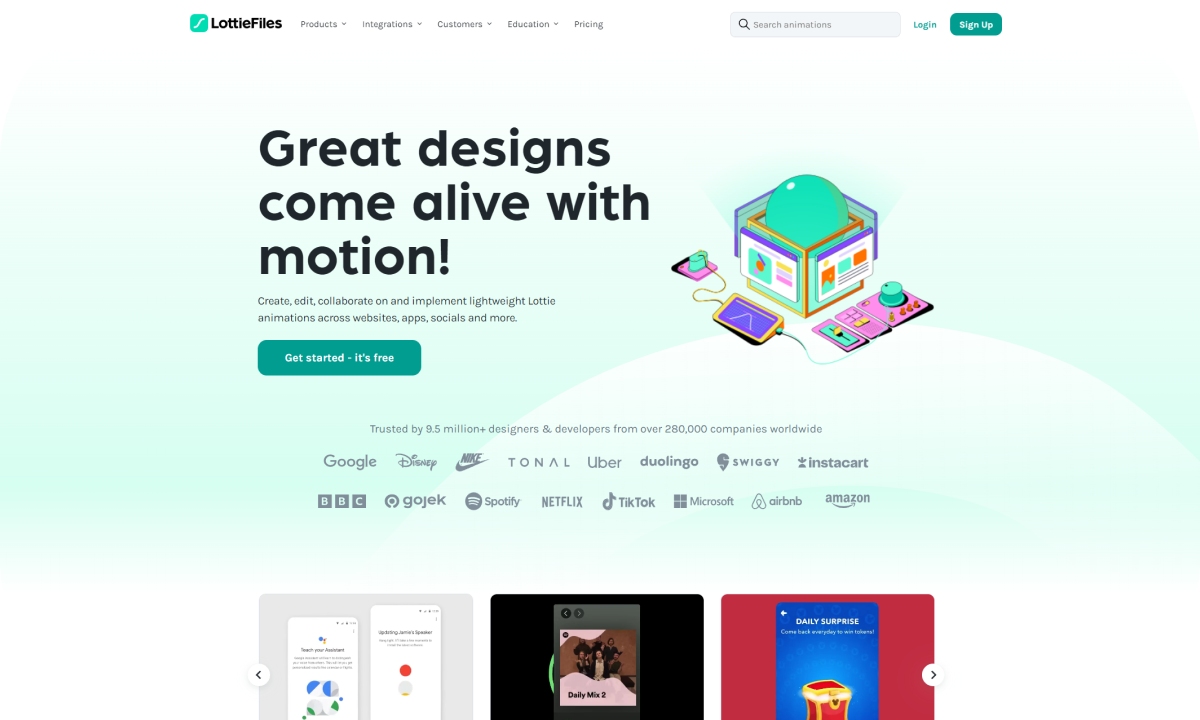 LottieFiles
Products
Integrations
Customers
Education
Pricing
Search animations
Login
Sign Up
Great designs
come alive with
motion!
Create, edit, collaborate on and implement lightweight Lottie
animations across websites, apps, socials and more.
Get started - it's free
Trusted by 9.5 million+ designers & developers from over 280,000 companies worldwide
Google
Disney
NIKE
TONAL
Uber
duolingo
SWIGGY
instacart
BBC
gojek
Spotify
NETFLIX
TikTok
Microsoft
airbnb
amazon
Teach your Assistant
Updating Jamie's Speaker
Daily Mix 2
DAILY SURPRISE
Come back everyday to win tokens!